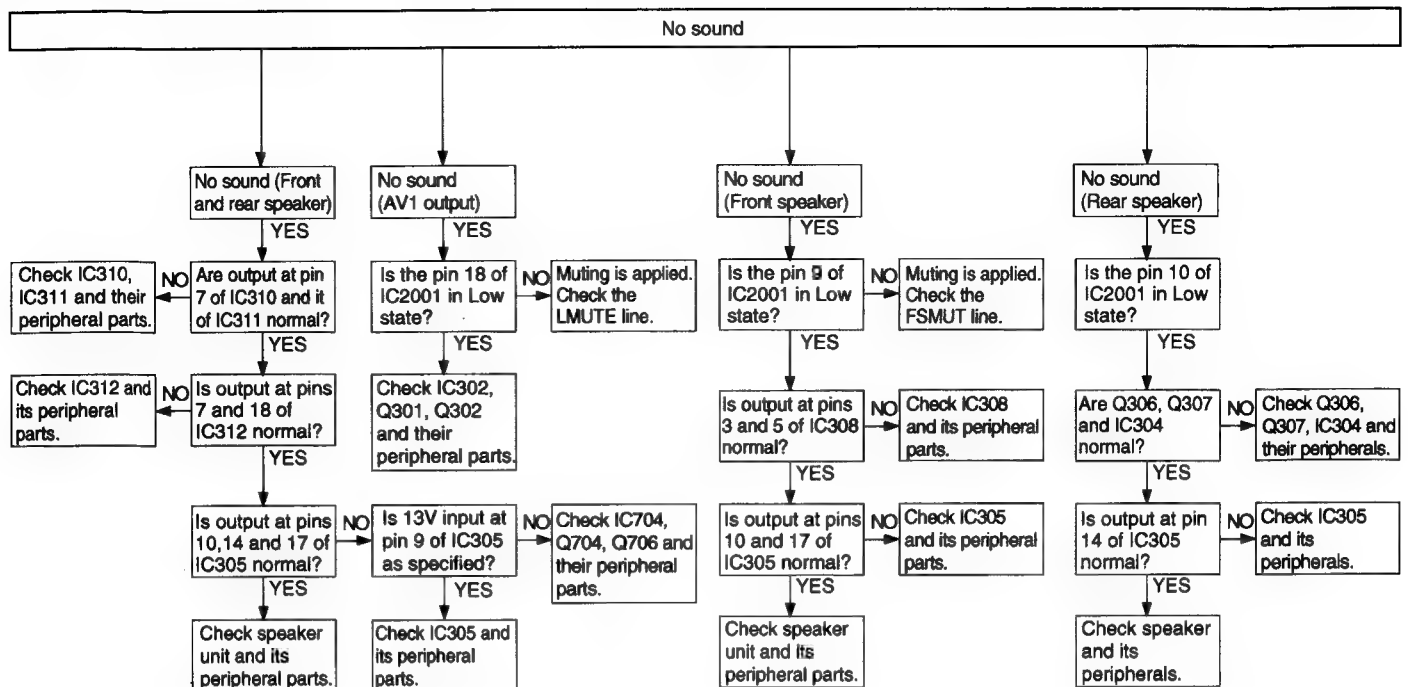 No sound
No sound (Front
and rear speaker)
YES
Are output at pin
7 of IC310 and it
of IC311 normal?
NO
Check IC310,
IC311 and their
peripheral parts.
YES
Is output at pins
7 and 18 of
IC312 normal?
NO
Check IC312 and
its peripheral
parts.
YES
Is output at pins
10,14 and 17 of
IC305 normal?
NO
Is 13V input at
pin 9 of IC305
as specified?
NO
Check IC704,
Q704, Q706 and
their peripheral
parts.
YES
Check IC305 and
its peripheral
parts.
YES
Check speaker
unit and its
peripheral parts.
No sound
(AV1 output)
YES
Is the pin 18 of
IC2001 in Low
state?
NO
Muting is applied.
Check the
LMUTE line.
YES
Check IC302,
Q301, Q302
and their
peripheral parts.
No sound
(Front speaker)
YES
Is the pin 9 of
IC2001 in Low
state?
NO
Muting is applied.
Check the
FSMUT line.
YES
Is output at pins
3 and 5 of IC308
normal?
NO
Check IC308
and its peripheral
parts.
YES
Is output at pins
10 and 17 of
IC305 normal?
NO
Check IC305
and its peripheral
parts.
YES
Check speaker
unit and its
peripheral parts.
No sound
(Rear speaker)
YES
Is the pin 10 of
IC2001 in Low
state?
YES
Are Q306, Q307
and IC304
normal?
NO
Check Q306,
Q307, IC304 and
their peripherals.
YES
Is output at pin
14 of IC305
normal?
NO
Check IC305
and its
peripherals.
YES
Check speaker
and its
peripherals.